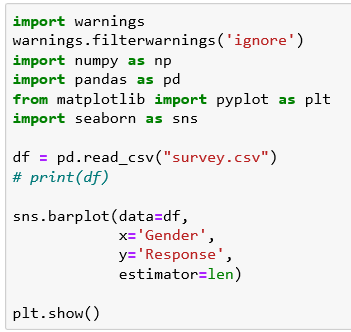 import warnings
warnings.filterwarnings('ignore')
import numpy as np
import pandas as pd
from matplotlib import pyplot as plt
import seaborn as sns

df = pd.read_csv("survey.csv")
# print(df)

sns.barplot(data=df,
            x='Gender',
            y='Response',
            estimator=len)

plt.show()